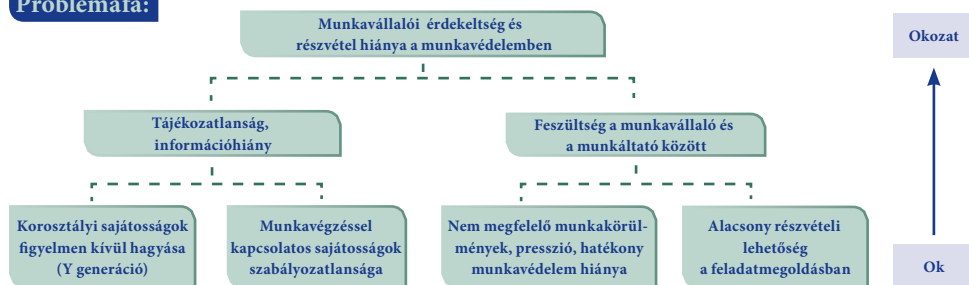 Problémafa:
Munkavállalói érdekeltség és
részvétel hiánya a munkavédelemben
Okozat
Tájékozatlanság,
információhiány
Feszültség a munkavállaló és
a munkáltató között
Korosztályi sajátosságok
figyelmen kívül hagyása
(Y generáció)
Munkavégzéssel
kapcsolatos sajátosságok
szabályozatlansága
Nem megfelelő munkakörül-
mények, presszió, hatékony
munkavédelem hiánya
Alacsony részvételi
lehetőség
a feladatmegoldásban
Ok